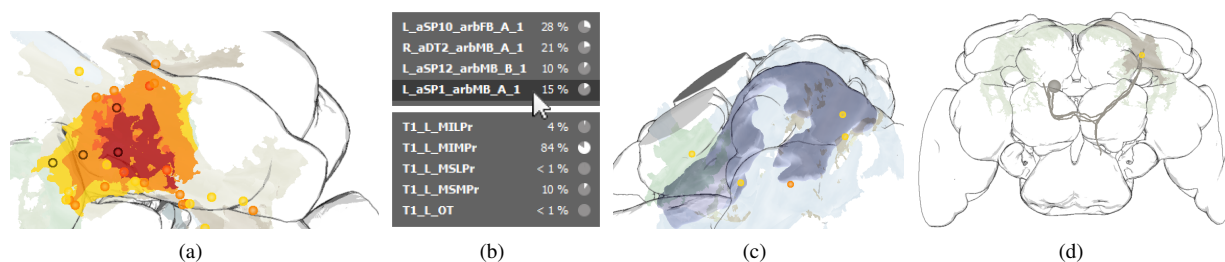 L_aSP10_arbFB_A_1 28 %
R_aDT2_arbMB_A_1 21 %
L_aSP12_arbMB_B_1 10 %
L_aSP1_arbMB_A_1 15 %
T1_L_MILPr 4 %
T1_L_MIMPr 84 %
T1_L_MSLPr < 1 %
T1_L_MSMPr 10 %
T1_L_OT < 1 %
(a) (b) (c) (d)